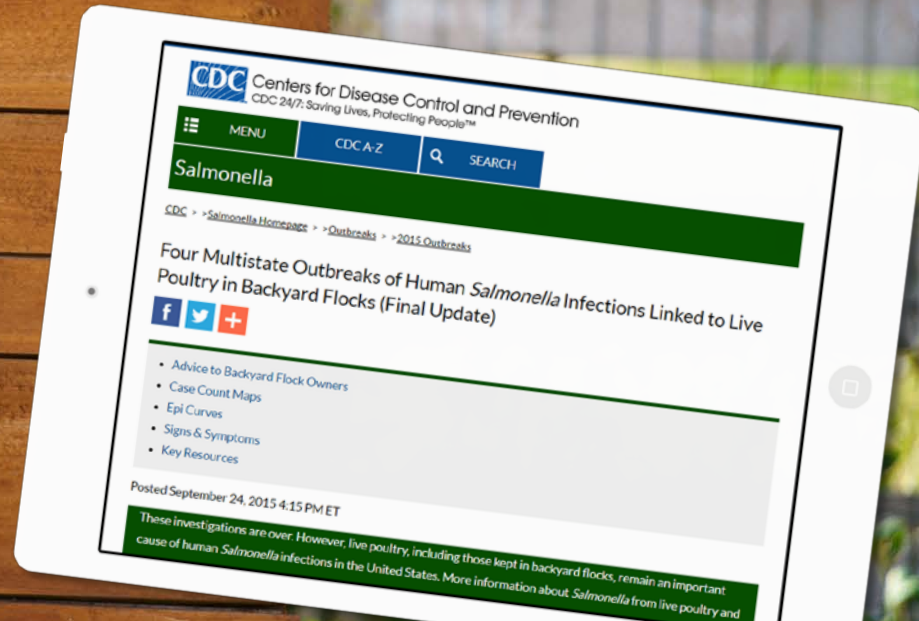 CDC Centers for Disease Control and Prevention
CDC 24/7: Saving Lives, Protecting People™
MENU CDC A-Z SEARCH
Salmonella
CDC > >Salmonella Homepage > >Outbreaks > >2015 Outbreaks
Four Multistate Outbreaks of Human Salmonella Infections Linked to Live
Poultry in Backyard Flocks (Final Update)
• Advice to Backyard Flock Owners
• Case Count Maps
• Epi Curves
• Signs & Symptoms
• Key Resources
Posted September 24, 2015 4:15 PM ET
These investigations are over. However, live poultry, including those kept in backyard flocks, remain an important
cause of human Salmonella infections in the United States. More information about Salmonella from live poultry and